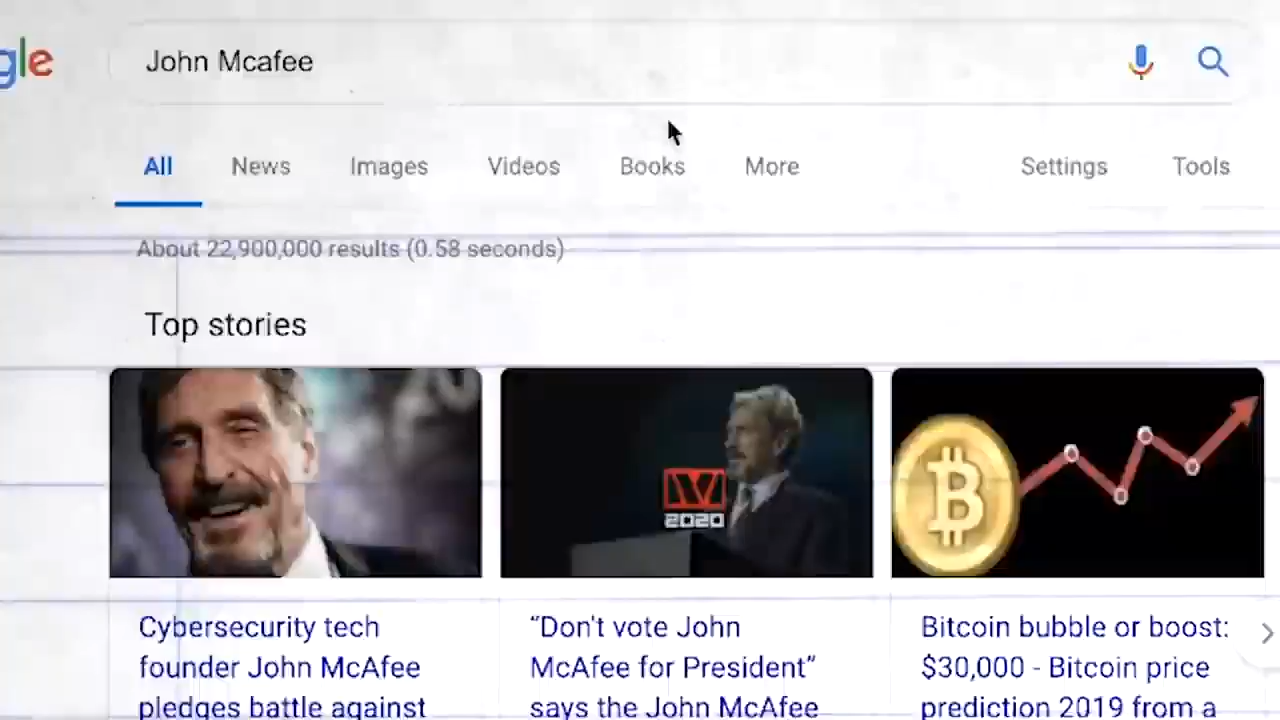 gle
John Mcafee
All News Images Videos Books More Settings Tools
About 22,900,000 results (0.58 seconds)
Top stories
20
W
2020
B
Cybersecurity tech
founder John McAfee
pledges battle against
“Don't vote John
McAfee for President”
says the John McAfee
Bitcoin bubble or boost:
$30,000 - Bitcoin price
prediction 2019 from a